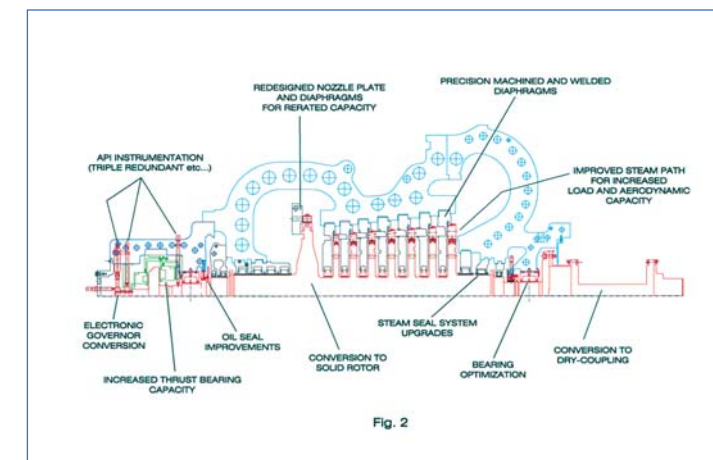 REDESIGNED NOZZLE PLATE
AND DIAPHRAGMS
FOR RERATED CAPACITY
PRECISION MACHINED AND WELDED
DIAPHRAGMS
API INSTRUMENTATION
(TRIPLE REDUNDANT etc...)
IMPROVED STEAM PATH
FOR INCREASED
LOAD AND AERODYNAMIC
CAPACITY
ELECTRONIC
GOVERNOR
CONVERSION
OIL SEAL
IMPROVEMENTS
STEAM SEAL SYSTEM
UPGRADES
CONVERSION TO
SOLID ROTOR
BEARING
OPTIMIZATION
CONVERSION TO
DRY-COUPLING
INCREASED THRUST BEARING
CAPACITY
Fig. 2